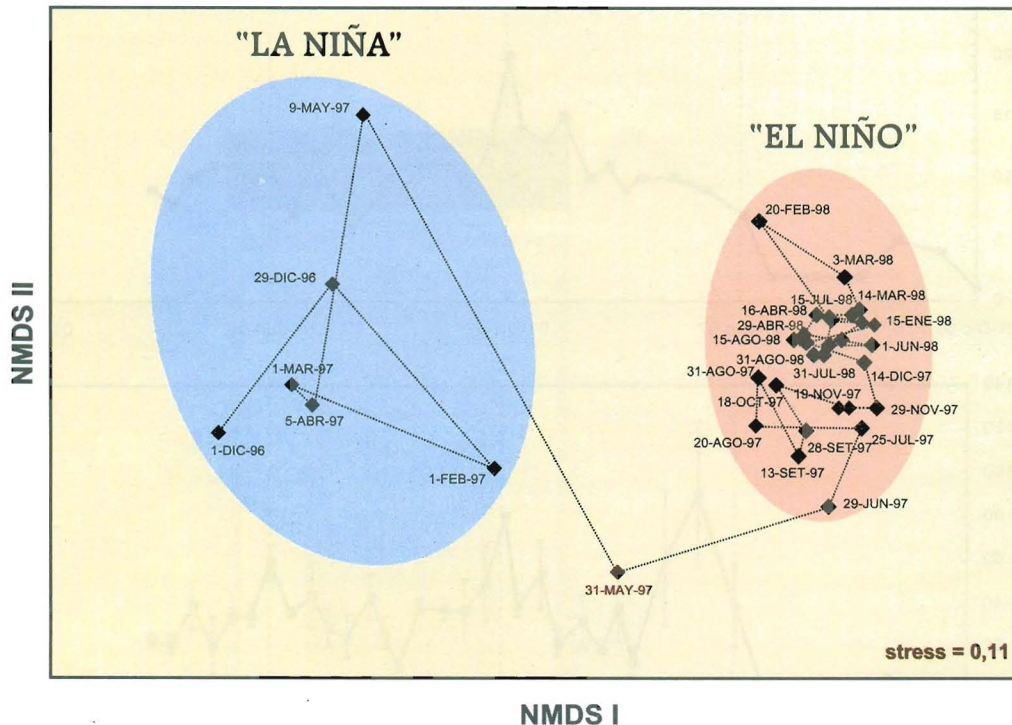 "LA NIÑA"
9-MAY-97
"EL NIÑO"
20-FEB-98
3-MAR-98
29-DIC-96
15-JUL-98
14-MAR-98
16-ABR-98
15-ENE-98
29-ABR-98
15-AGO-98
1-JUN-98
31-AGO-98
1-MAR-97
31-JUL-98
31-AGO-97
14-DIC-97
18-OCT-97
19-NOV-97
5-ABR-97
29-NOV-97
1-DIC-96
20-AGO-97
28-SET-97
25-JUL-97
1-FEB-97
13-SET-97
29-JUN-97
31-MAY-97
stress = 0,11
NMDS II
NMDS I